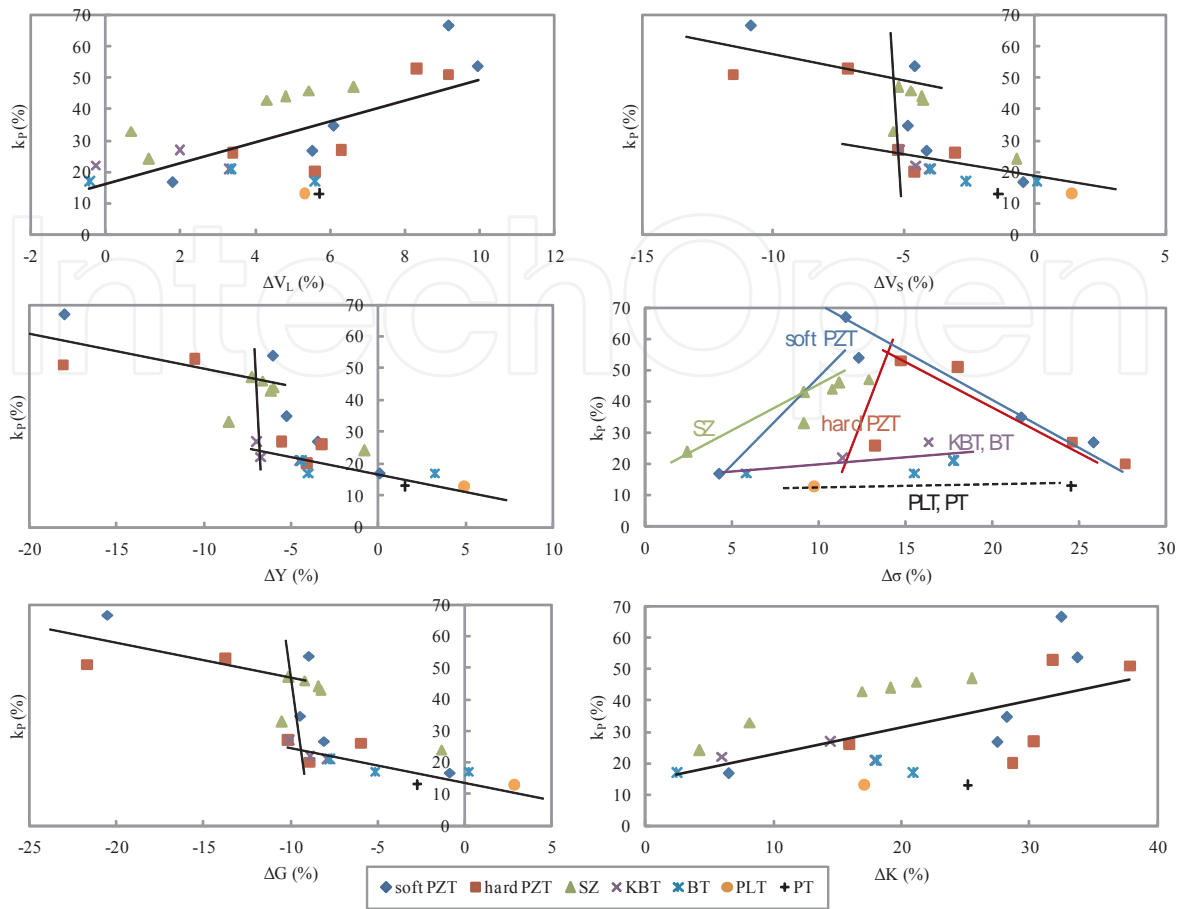 70
60
50
40
30
20
10
0
kP (%)
-2 0 2 4 6 8 10 12
ΔVL (%)
70
60
50
40
30
20
10
0
kP (%)
-15 -10 -5 0 5
ΔVS (%)
70
60
50
40
30
20
10
0
kP (%)
-20 -15 -10 -5 0 5 10
ΔY (%)
70
60
50
40
30
20
10
0
kP (%)
soft PZT
SZ
hard PZT
KBT, BT
PLT, PT
0 5 10 15 20 25 30
Δσ (%)
70
60
50
40
30
20
10
0
kP (%)
-25 -20 -15 -10 -5 0 5
ΔG (%)
70
60
50
40
30
20
10
0
kP (%)
0 10 20 30 40
ΔK (%)
soft PZT hard PZT SZ KBT BT PLT PT
IntechOpen